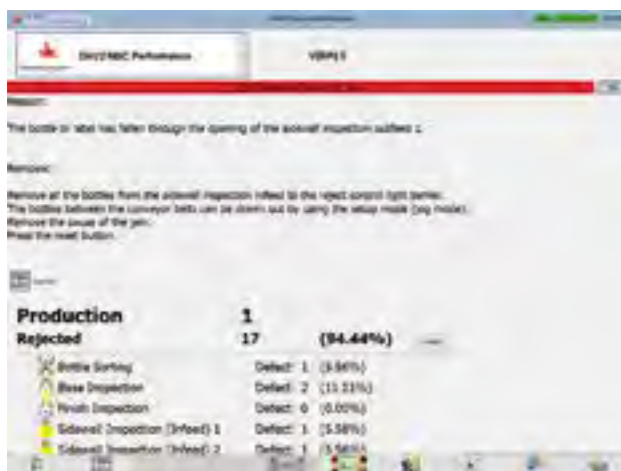 The bottle or label has fallen through the opening of the sidewall inspection outfeed 1.
Remove all the bottles from the sidewall inspection infeed to the reject control light barrier.
The bottles between the conveyor belts can be driven out by using the setup mode (jog mode).
Remove the cause of the jam.
Press the reset button.
Production 1
Rejected 17 (94.44%)
Bottle Sorting Defect: 1
Base Inspection Defect: 2 (11.11%)
Finish Inspection Defect: 0 (0.00%)
Sidewall Inspection (Infeed) 1 Defect: 1 (5.56%)
Sidewall Inspection (Infeed) 2 Defect: 1 (5.56%)